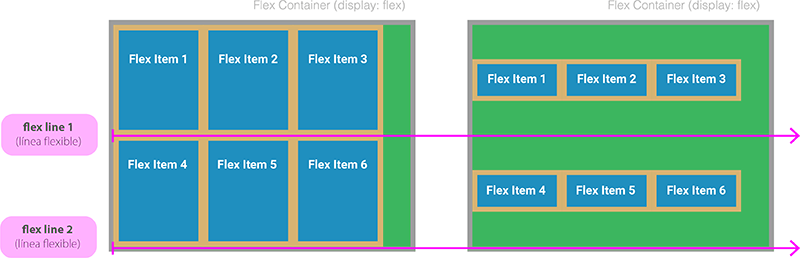 Flex Container (display: flex)
Flex Container (display: flex)
Flex Item 1 Flex Item 2 Flex Item 3
Flex Item 1 Flex Item 2 Flex Item 3
flex line 1
(línea flexible)
Flex Item 4 Flex Item 5 Flex Item 6
Flex Item 4 Flex Item 5 Flex Item 6
flex line 2
(línea flexible)